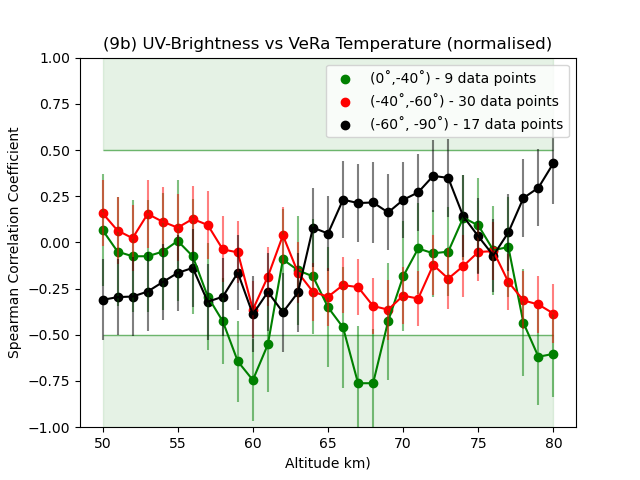 (9b) UV-Brightness vs VeRa Temperature (normalised)
1.00
0.75
0.50
0.25
0.00
−0.25
−0.50
−0.75
−1.00
Spearman Correlation Coefficient
(0˚,-40˚) - 9 data points
(-40˚,-60˚) - 30 data points
(-60˚, -90˚) - 17 data points
50 55 60 65 70 75 80
Altitude km)